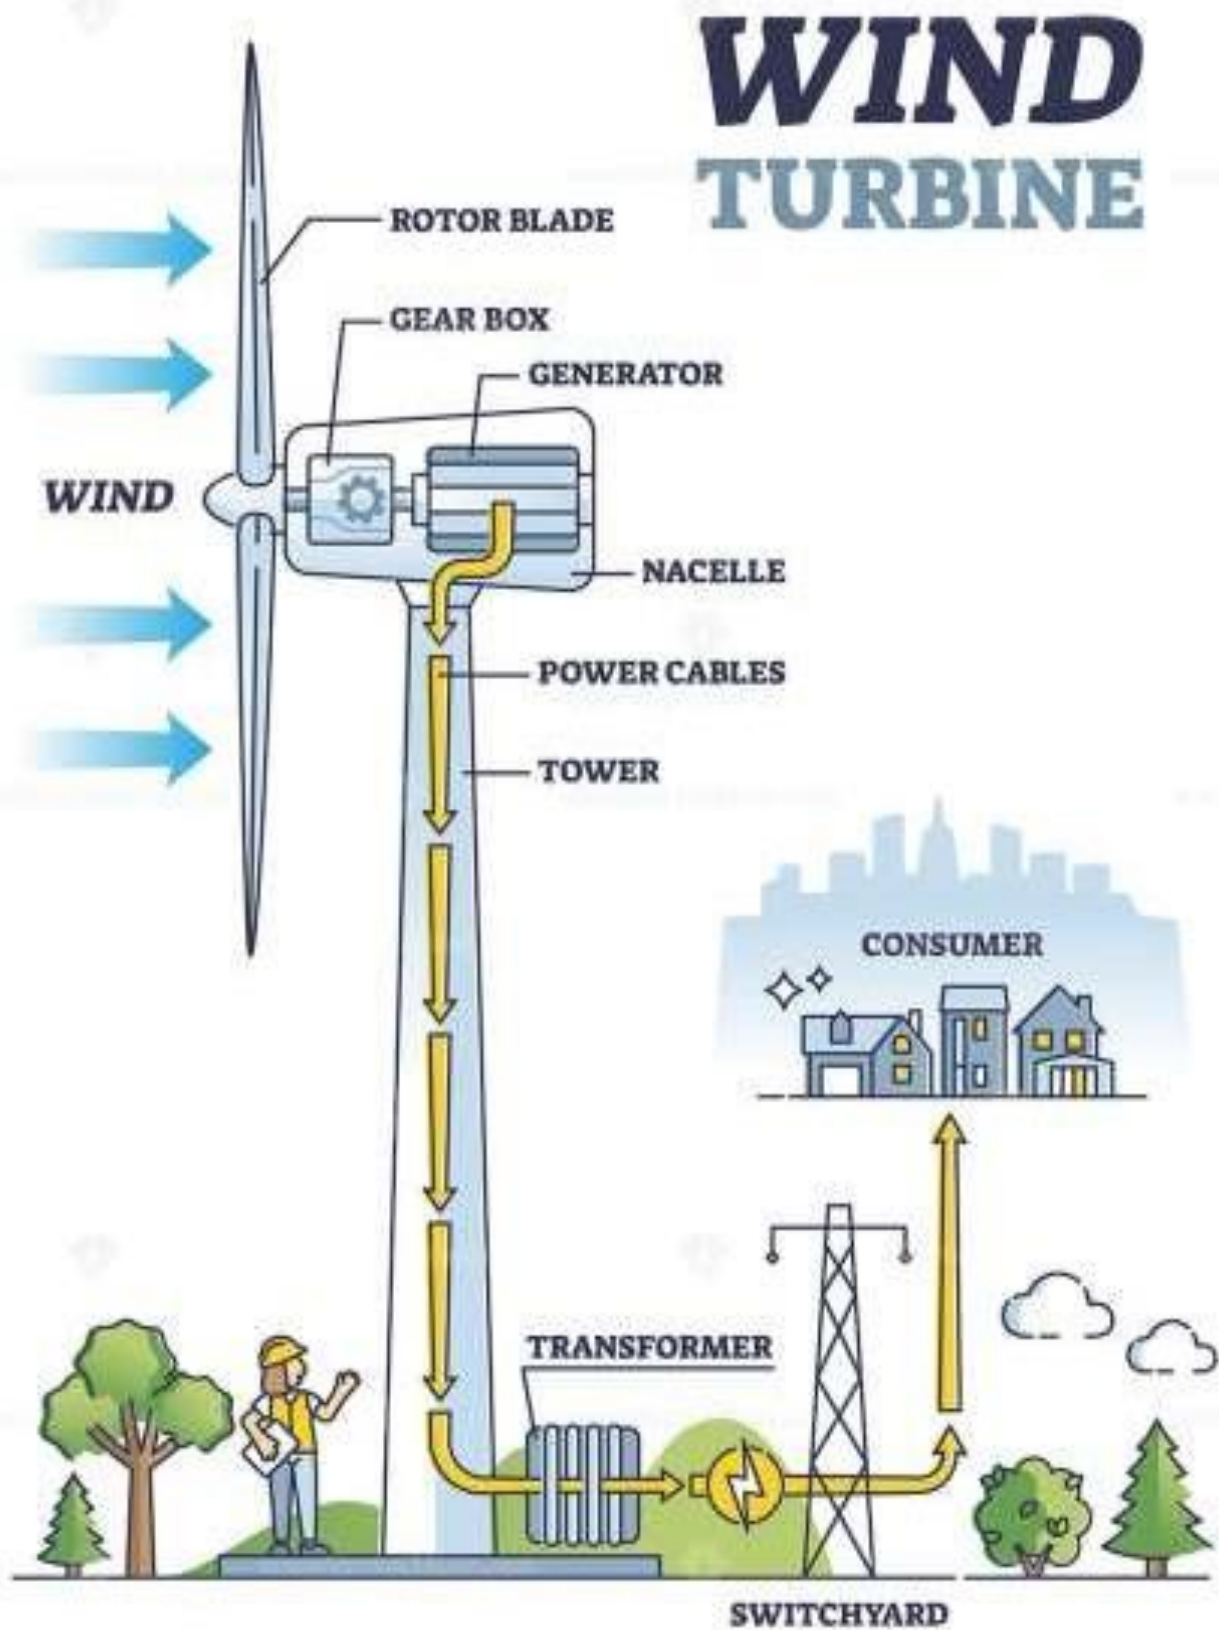 WIND
TURBINE
ROTOR BLADE
GEAR BOX
GENERATOR
WIND
NACELLE
POWER CABLES
TOWER
CONSUMER
TRANSFORMER
SWITCHYARD